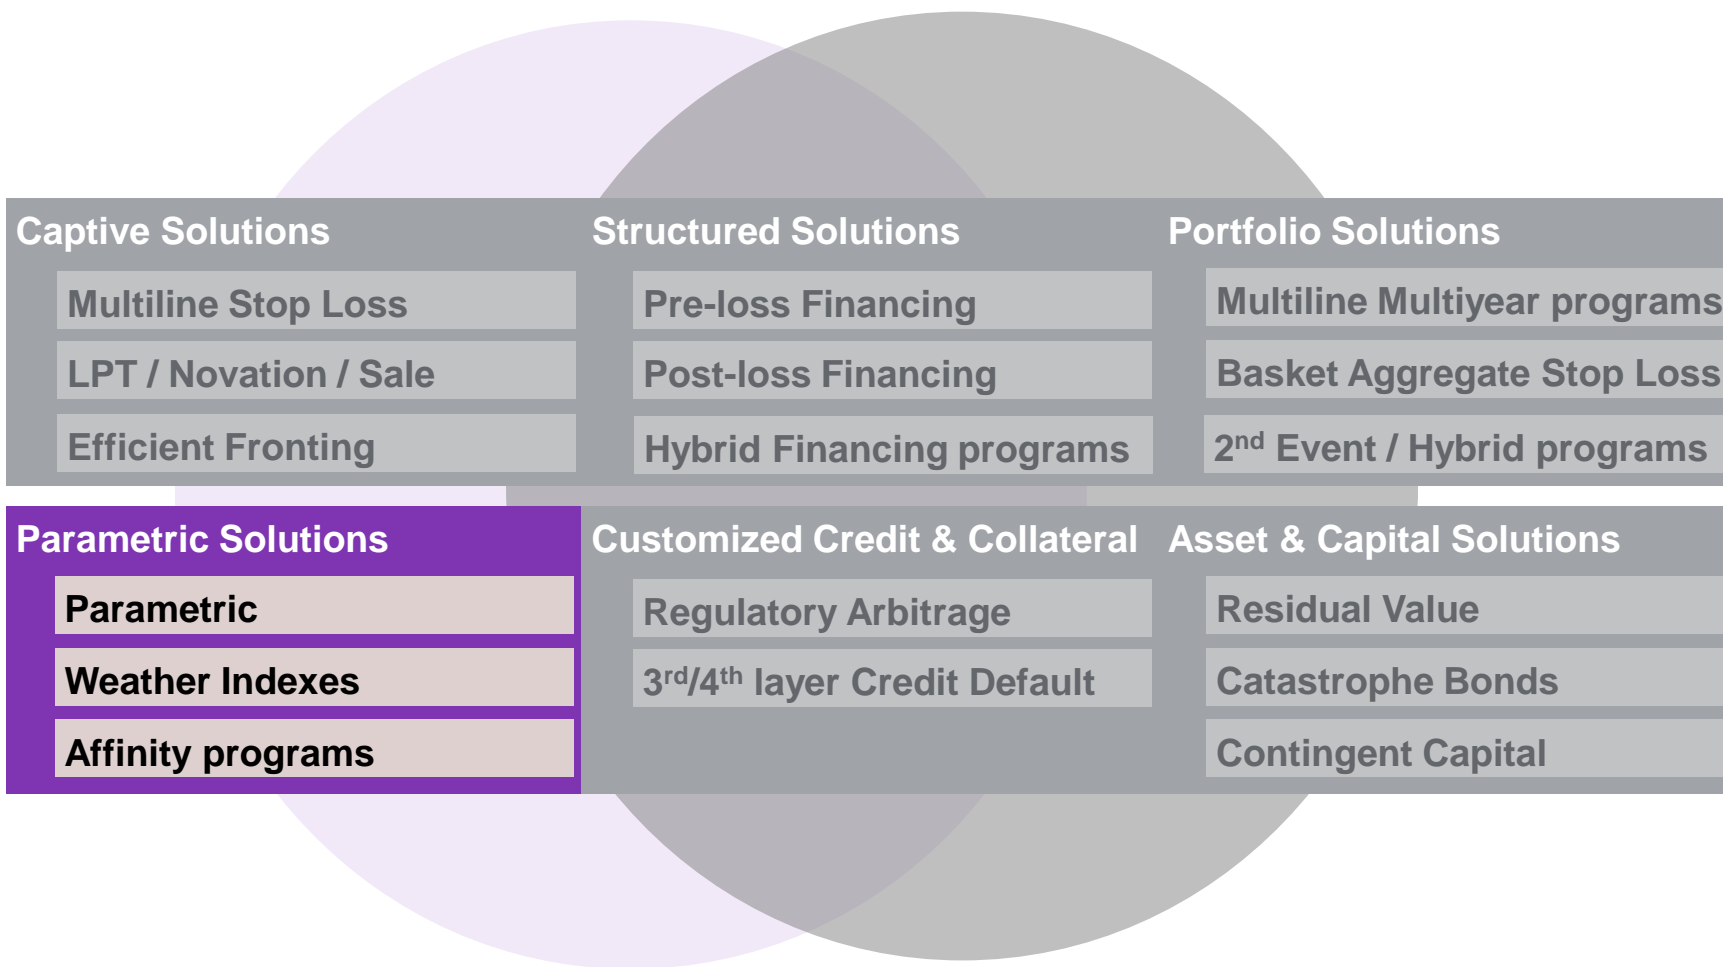 Captive Solutions
Multiline Stop Loss
LPT / Novation / Sale
Efficient Fronting
Structured Solutions
Pre-loss Financing
Post-loss Financing
Hybrid Financing programs
Portfolio Solutions
Multiline Multiyear programs
Basket Aggregate Stop Loss
2nd Event / Hybrid programs
Parametric Solutions
Parametric
Weather Indexes
Affinity programs
Customized Credit & Collateral
Regulatory Arbitrage
3rd/4th layer Credit Default
Asset & Capital Solutions
Residual Value
Catastrophe Bonds
Contingent Capital